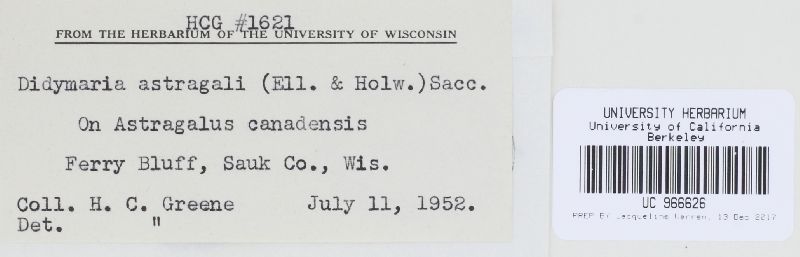 HCG #1621
FROM THE HERBARIUM OF THE UNIVERSITY OF WISCONSIN
Didymaria astragali (Ell. & Holw.)Sacc.
On Astragalus canadensis
Ferry Bluff, Sauk Co., Wis.
Coll. H. C. Greene July 11, 1952.
Det. "
UNIVERSITY HERBARIUM
University of California
Berkeley
UC 966626
PREP BY Jacqueline Warren, 13 Dec 2017